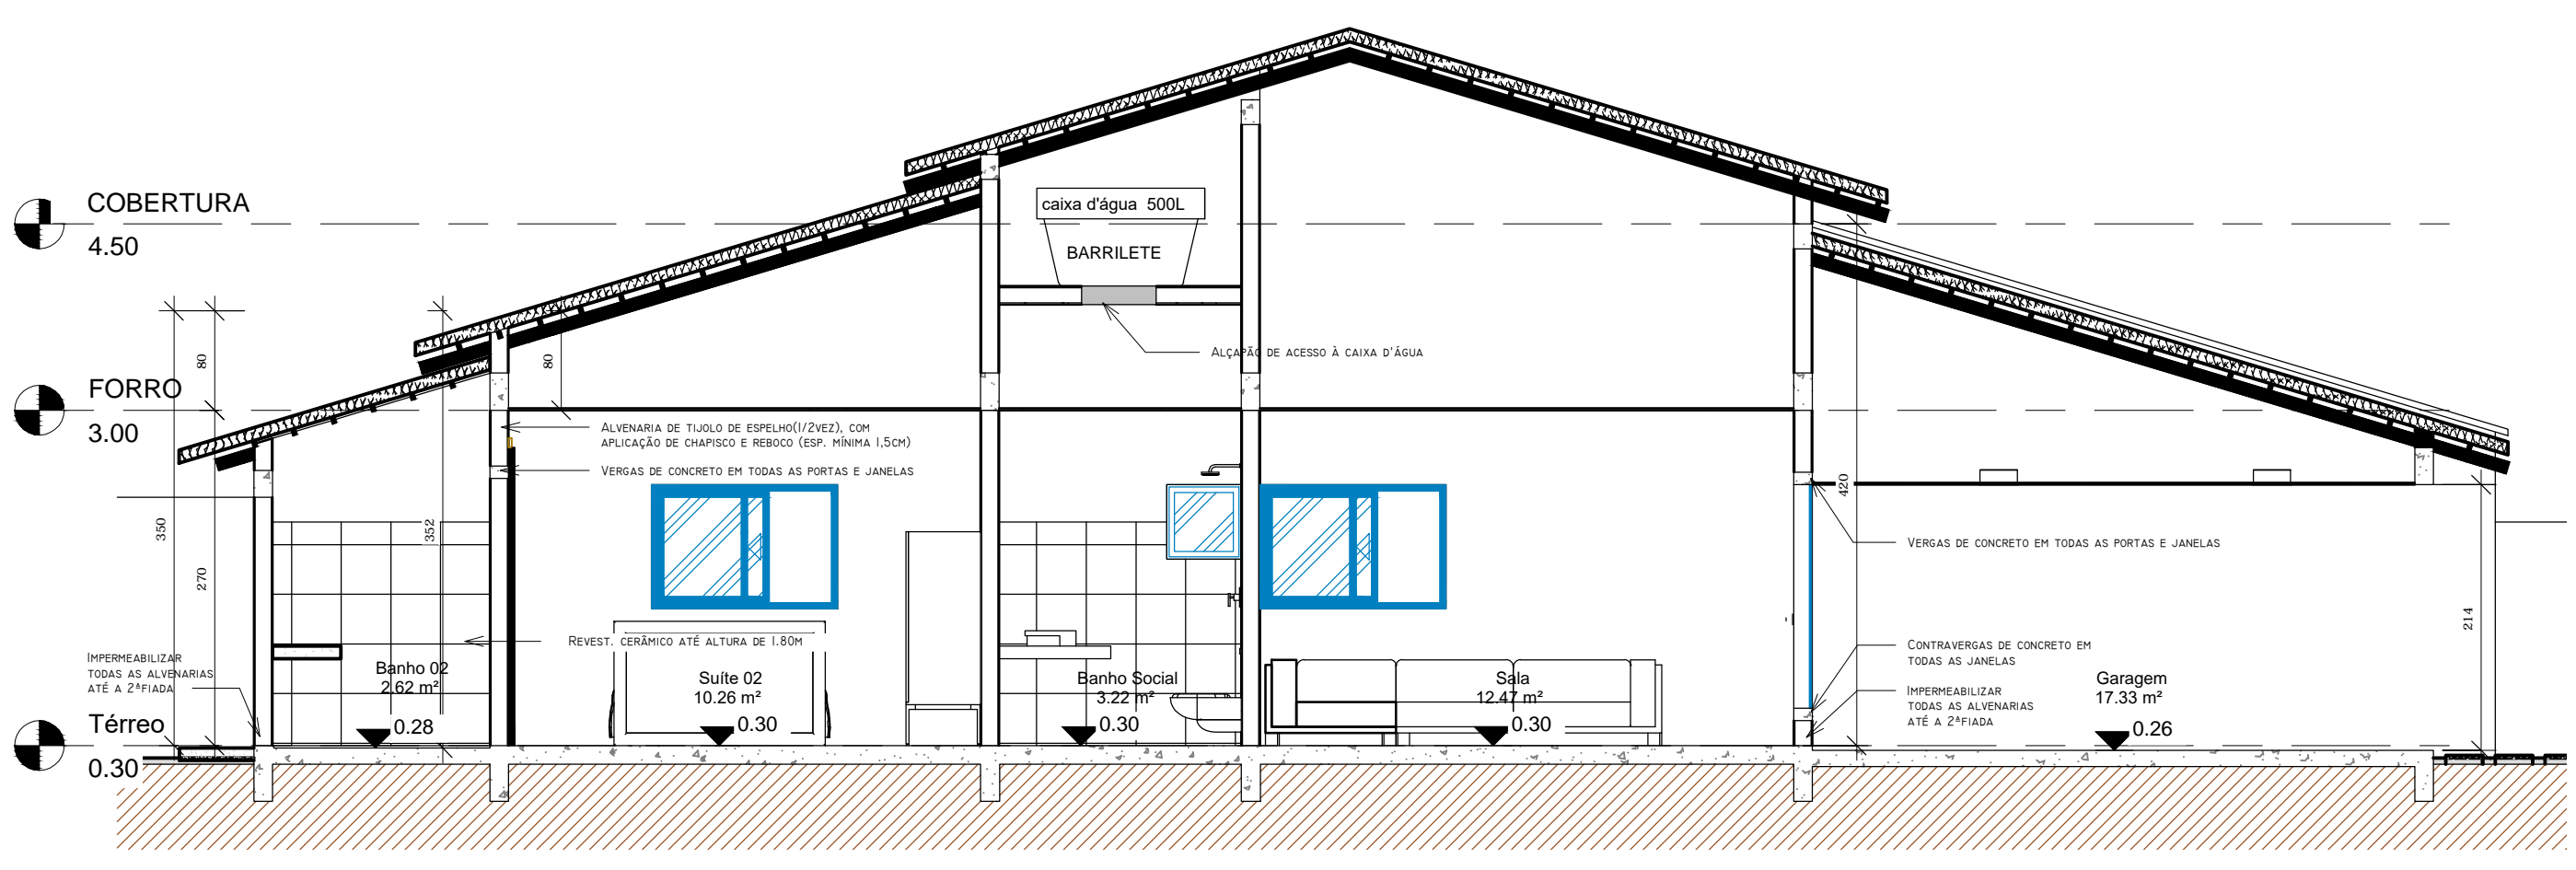 COBERTURA
4.50
FORRO
3.00
Térreo
0.30
80
350
270
352
80
caixa d'água 500L
BARRILETE
ALÇAPÃO DE ACESSO À CAIXA D'ÁGUA
ALVENARIA DE TIJOLO DE ESPELHO(1/2VEZ), COM
APLICAÇÃO DE CHAPISCO E REBOCO (ESP. MÍNIMA 1,5CM)
VERGAS DE CONCRETO EM TODAS AS PORTAS E JANELAS
REVEST. CERÂMICO ATÉ ALTURA DE 1.80M
IMPERMEABILIZAR
TODAS AS ALVENARIAS
ATÉ A 2ªFIADA
Banho 02
2.62 m²
0.28
Suíte 02
10.26 m²
0.30
Banho Social
3.22 m²
0.30
Sala
12.47 m²
0.30
420
VERGAS DE CONCRETO EM TODAS AS PORTAS E JANELAS
CONTRAVERGAS DE CONCRETO EM
TODAS AS JANELAS
IMPERMEABILIZAR
TODAS AS ALVENARIAS
ATÉ A 2ªFIADA
Garagem
17.33 m²
0.26
214